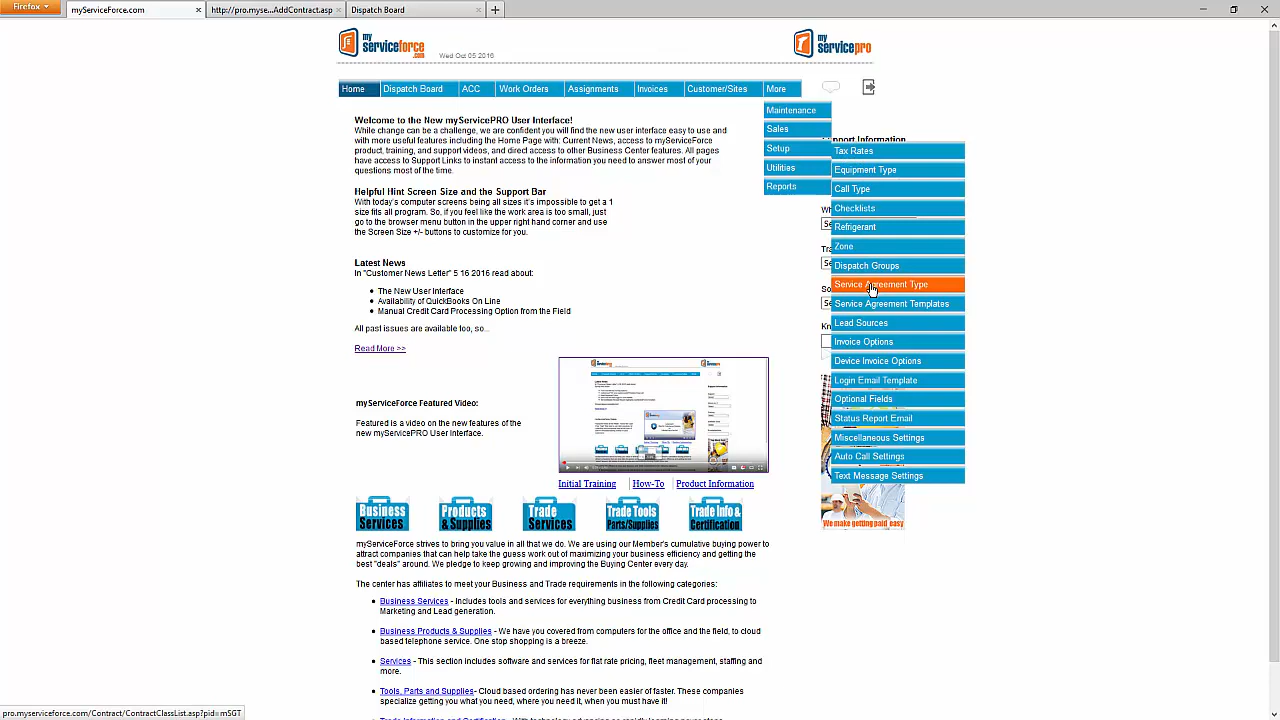 Firefox
myServiceForce.com
http://pro.myse...AddContract.asp
Dispatch Board
my
serviceforce
.com
Wed Oct 05 2016
my
servicepro
Home
Dispatch Board
ACC
Work Orders
Assignments
Invoices
Customer/Sites
More
Maintenance
Sales
Setup
Utilities
Reports
Support Information
Tax Rates
Equipment Type
Call Type
Checklists
Refrigerant
Zone
Dispatch Groups
Service Agreement Type
Service Agreement Templates
Lead Sources
Invoice Options
Device Invoice Options
Login Email Template
Optional Fields
Status Report Email
Miscellaneous Settings
Auto Call Settings
Text Message Settings
We make getting paid easy
Welcome to the New myServicePRO User Interface!
While change can be a challenge, we are confident you will find the new user interface easy to use and
with more useful features including the Home Page with: Current News, access to myServiceForce
product, training, and support videos, and direct access to other Business Center features. All pages
have access to Support Links to instant access to the information you need to answer most of your
questions most of the time.
Helpful Hint Screen Size and the Support Bar
With today's computer screens being all sizes it's impossible to get a 1
size fits all program. So, if you feel like the work area is too small, just
go to the browser menu button in the upper right hand corner and use
the Screen Size +/- buttons to customize for you.
Latest News
In "Customer News Letter" 5 16 2016 read about:
• The New User Interface
• Availability of QuickBooks On Line
• Manual Credit Card Processing Option from the Field
All past issues are available too, so...
Read More >>
myServiceForce Featured Video:
Featured is a video on the new features of the
new myServicePRO User Interface.
Initial Training
How-To
Product Information
Business Services
Products & Supplies
Trade Services
Trade Tools Parts/Supplies
Trade Info & Certification
myServiceForce strives to bring you value in all that we do. We are using our Member's cumulative buying power to
attract companies that can help take the guess work out of maximizing your business efficiency and getting the
best "deals" around. We pledge to keep growing and improving the Buying Center every day.
The center has affiliates to meet your Business and Trade requirements in the following categories:
• Business Services - Includes tools and services for everything business from Credit Card processing to
Marketing and Lead generation.
• Business Products & Supplies - We have you covered from computers for the office and the field, to cloud
based telephone service. One stop shopping is a breeze.
• Services - This section includes software and services for flat rate pricing, fleet management, staffing and
more.
• Tools, Parts and Supplies- Cloud based ordering has never been easier of faster. These companies
specialize getting you what you need, where you need it, when you must have it!
pro.myserviceforce.com/Contract/ContractClassList.asp?pid=mSGT